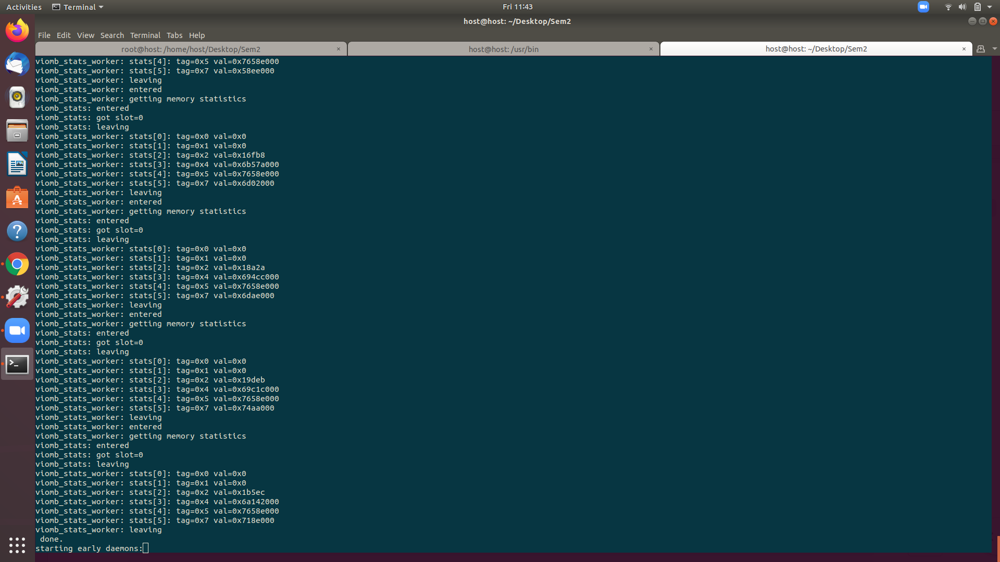 Activities
Terminal
Fri 11:43
host@host: ~/Desktop/Sem2
File Edit View Search Terminal Tabs Help
root@host: /home/host/Desktop/Sem2 ×
host@host: /usr/bin ×
host@host: ~/Desktop/Sem2 ×
viomb_stats_worker: stats[4]: tag=0x5 val=0x7658e000
viomb_stats_worker: stats[5]: tag=0x7 val=0x58ee000
viomb_stats_worker: leaving
viomb_stats_worker: entered
viomb_stats_worker: getting memory statistics
viomb_stats: entered
viomb_stats: got slot=0
viomb_stats: leaving
viomb_stats_worker: stats[0]: tag=0x0 val=0x0
viomb_stats_worker: stats[1]: tag=0x1 val=0x0
viomb_stats_worker: stats[2]: tag=0x2 val=0x16fb8
viomb_stats_worker: stats[3]: tag=0x4 val=0x6b57a000
viomb_stats_worker: stats[4]: tag=0x5 val=0x7658e000
viomb_stats_worker: stats[5]: tag=0x7 val=0x6d02000
viomb_stats_worker: leaving
viomb_stats_worker: entered
viomb_stats_worker: getting memory statistics
viomb_stats: entered
viomb_stats: got slot=0
viomb_stats: leaving
viomb_stats_worker: stats[0]: tag=0x0 val=0x0
viomb_stats_worker: stats[1]: tag=0x1 val=0x0
viomb_stats_worker: stats[2]: tag=0x2 val=0x18a2a
viomb_stats_worker: stats[3]: tag=0x4 val=0x694cc000
viomb_stats_worker: stats[4]: tag=0x5 val=0x7658e000
viomb_stats_worker: stats[5]: tag=0x7 val=0x6dae000
viomb_stats_worker: leaving
viomb_stats_worker: entered
viomb_stats_worker: getting memory statistics
viomb_stats: entered
viomb_stats: got slot=0
viomb_stats: leaving
viomb_stats_worker: stats[0]: tag=0x0 val=0x0
viomb_stats_worker: stats[1]: tag=0x1 val=0x0
viomb_stats_worker: stats[2]: tag=0x2 val=0x19deb
viomb_stats_worker: stats[3]: tag=0x4 val=0x69c1c000
viomb_stats_worker: stats[4]: tag=0x5 val=0x7658e000
viomb_stats_worker: stats[5]: tag=0x7 val=0x74aa000
viomb_stats_worker: leaving
viomb_stats_worker: entered
viomb_stats_worker: getting memory statistics
viomb_stats: entered
viomb_stats: got slot=0
viomb_stats: leaving
viomb_stats_worker: stats[0]: tag=0x0 val=0x0
viomb_stats_worker: stats[1]: tag=0x1 val=0x0
viomb_stats_worker: stats[2]: tag=0x2 val=0x1b5ec
viomb_stats_worker: stats[3]: tag=0x4 val=0x6a142000
viomb_stats_worker: stats[4]: tag=0x5 val=0x7658e000
viomb_stats_worker: stats[5]: tag=0x7 val=0x718e000
viomb_stats_worker: leaving
 done.
starting early daemons: